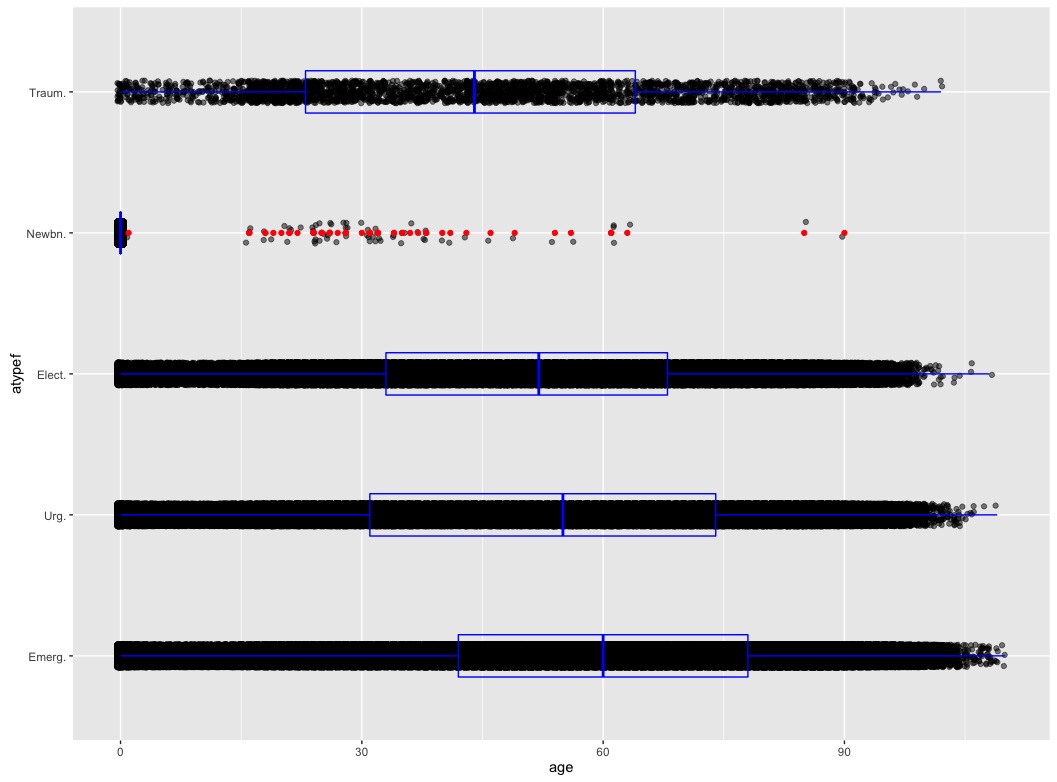 Traum.
Newbn.
Elect.
Urg.
Emerg.
atypef
0 30 60 90
age